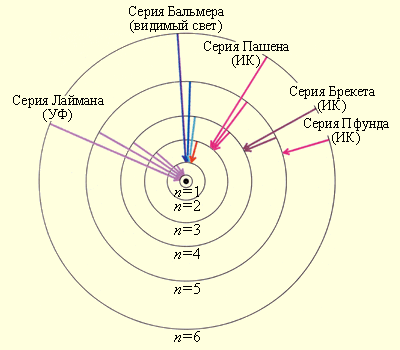 Серия Бальмера
(видимый свет)
Серия Пашена
(ИК)
Серия Брекета
(ИК)
Серия Пфунда
(ИК)
Серия Лаймана
(УФ)
n=1
n=2
n=3
n=4
n=5
n=6